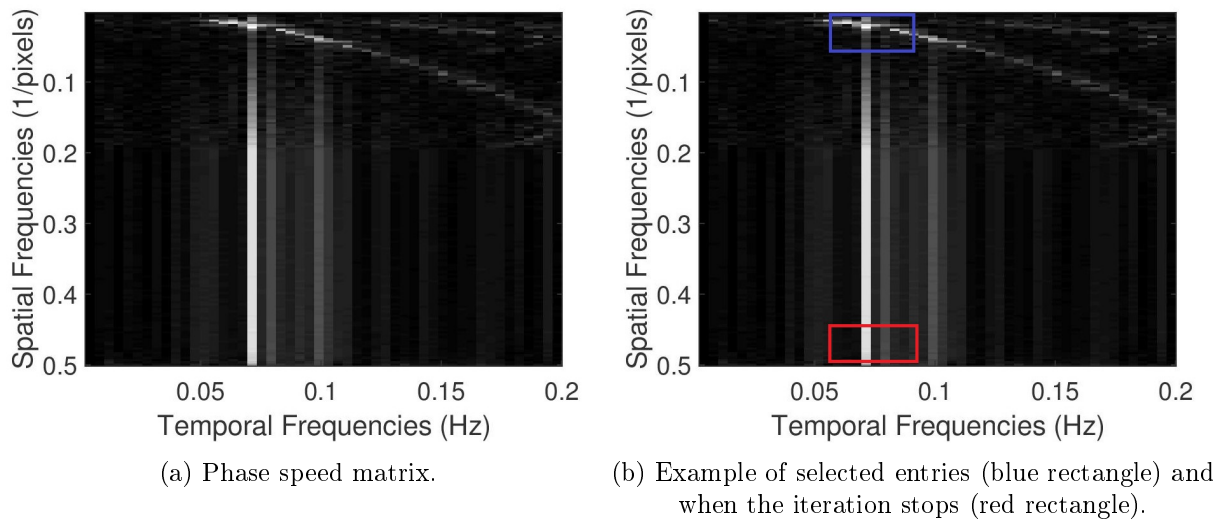 Spatial Frequencies (1/pixels)
0.1
0.2
0.3
0.4
0.5
0.05
0.1
0.15
0.2
Temporal Frequencies (Hz)
(a) Phase speed matrix.
Spatial Frequencies (1/pixels)
0.1
0.2
0.3
0.4
0.5
0.05
0.1
0.15
0.2
Temporal Frequencies (Hz)
(b) Example of selected entries (blue rectangle) and
when the iteration stops (red rectangle).